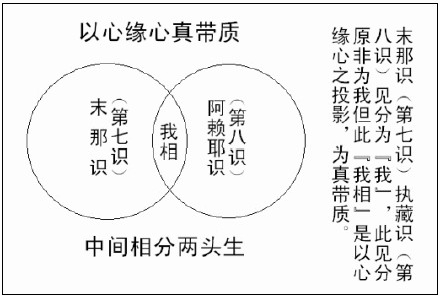 以心缘心真带质
末那识
（第七识）
我相
阿赖耶识
（第八识）
中间相分两头生
末那识（第七识）执藏识（第
八识）见分为『我』，此见分
原非为我但此『我相』是以心
缘心之投影，为真带质。